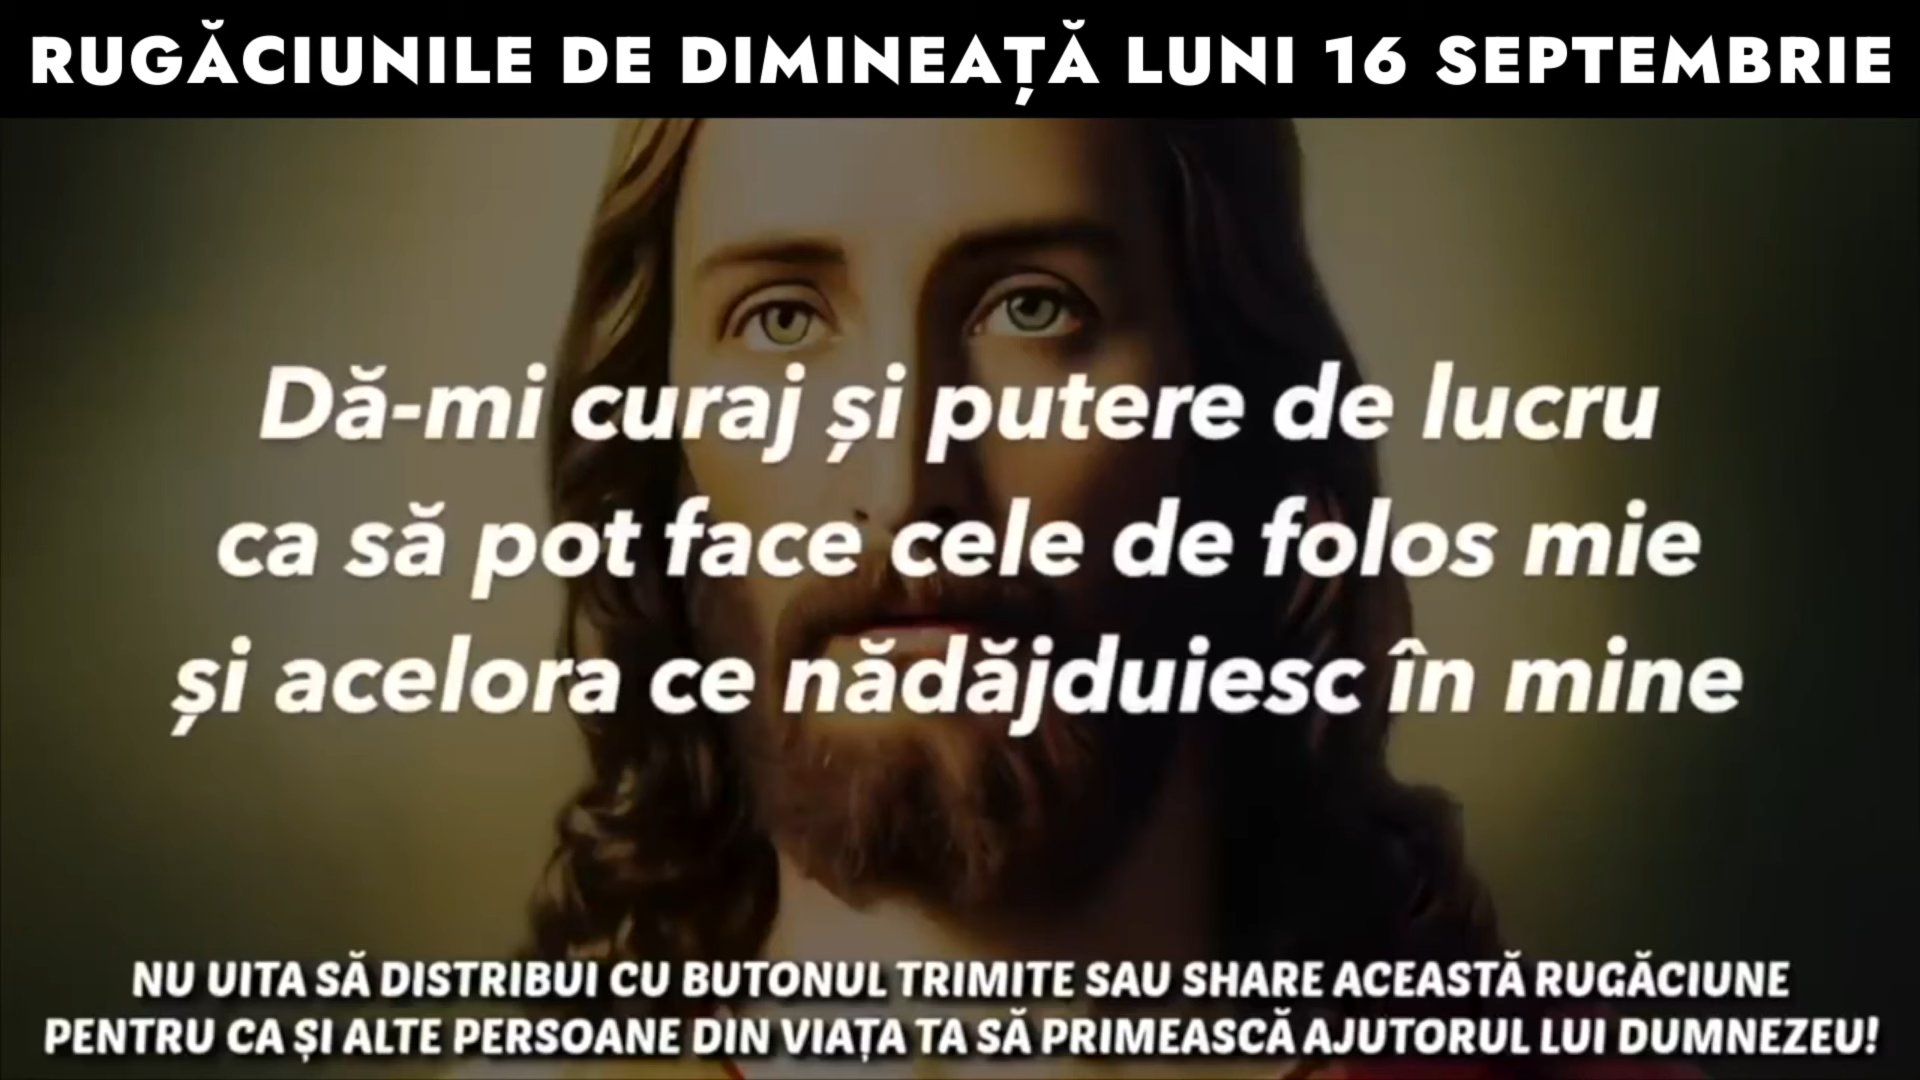 RUGĂCIUNILE DE DIMINEAȚĂ LUNI 16 SEPTEMBRIE
Dă-mi curaj și putere de lucru
ca să pot face cele de folos mie
și acelora ce nădăjduiesc în mine
NU UITA SĂ DISTRIBUI CU BUTONUL TRIMITE SAU SHARE ACEASTĂ RUGĂCIUNE
PENTRU CA ȘI ALTE PERSOANE DIN VIAȚA TA SĂ PRIMEASCĂ AJUTORUL LUI DUMNEZEU!